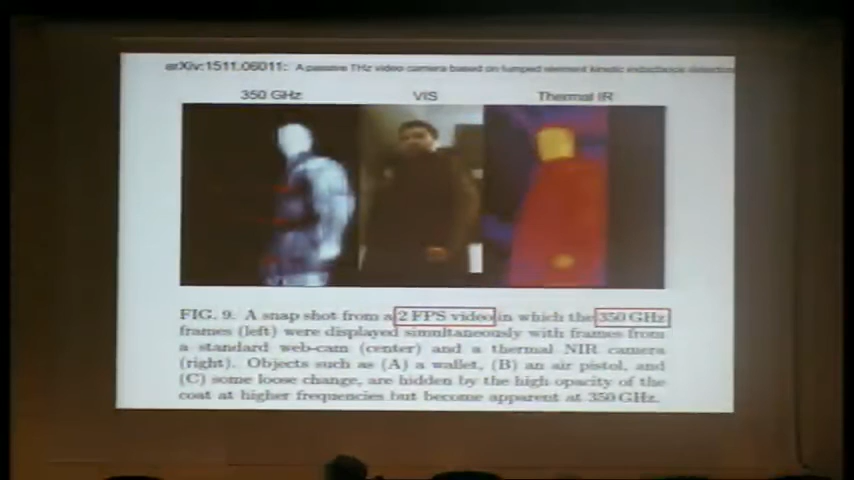 arXiv:1511.06011: A passive THz video camera based on lumped element kinetic inductance detectors
350 GHz VIS Thermal IR
FIG. 9. A snap shot from a 2 FPS video in which the 350 GHz
frames (left) were displayed simultaneously with frames from
a standard web-cam (center) and a thermal NIR camera
(right). Objects such as (A) a wallet, (B) an air pistol, and
(C) some loose change, are hidden by the high opacity of the
coat at higher frequencies but become apparent at 350 GHz.